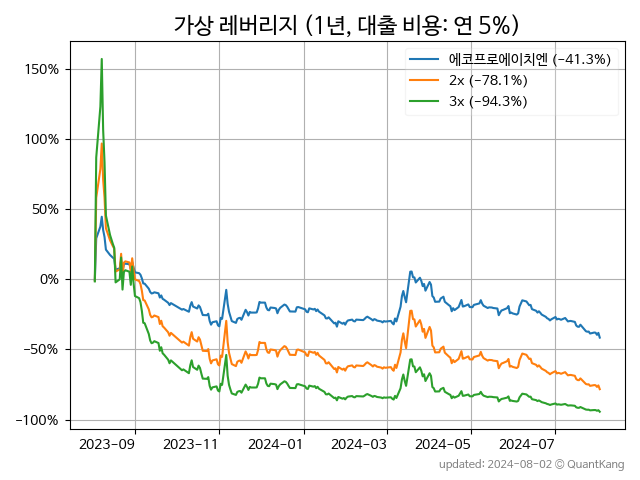 가상 레버리지 (1년, 대출 비용: 연 5%)
에코프로에이치엔 (−41.3%)
2x (−78.1%)
3x (−94.3%)
150%
100%
50%
0%
−50%
−100%
2023-09 2023-11 2024-01 2024-03 2024-05 2024-07
updated: 2024-08-02 © QuantKang